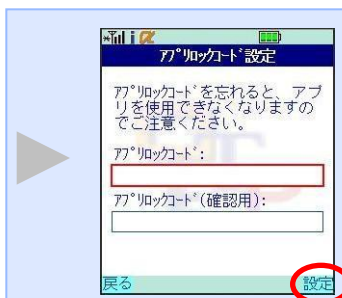 ｱﾌﾟﾘﾛｯｸｺｰﾄﾞ設定
ｱﾌﾟﾘﾛｯｸｺｰﾄﾞを忘れると、アプ
リを使用できなくなりますの
でご注意ください。
ｱﾌﾟﾘﾛｯｸｺｰﾄﾞ:
ｱﾌﾟﾘﾛｯｸｺｰﾄﾞ(確認用):
戻る 設定